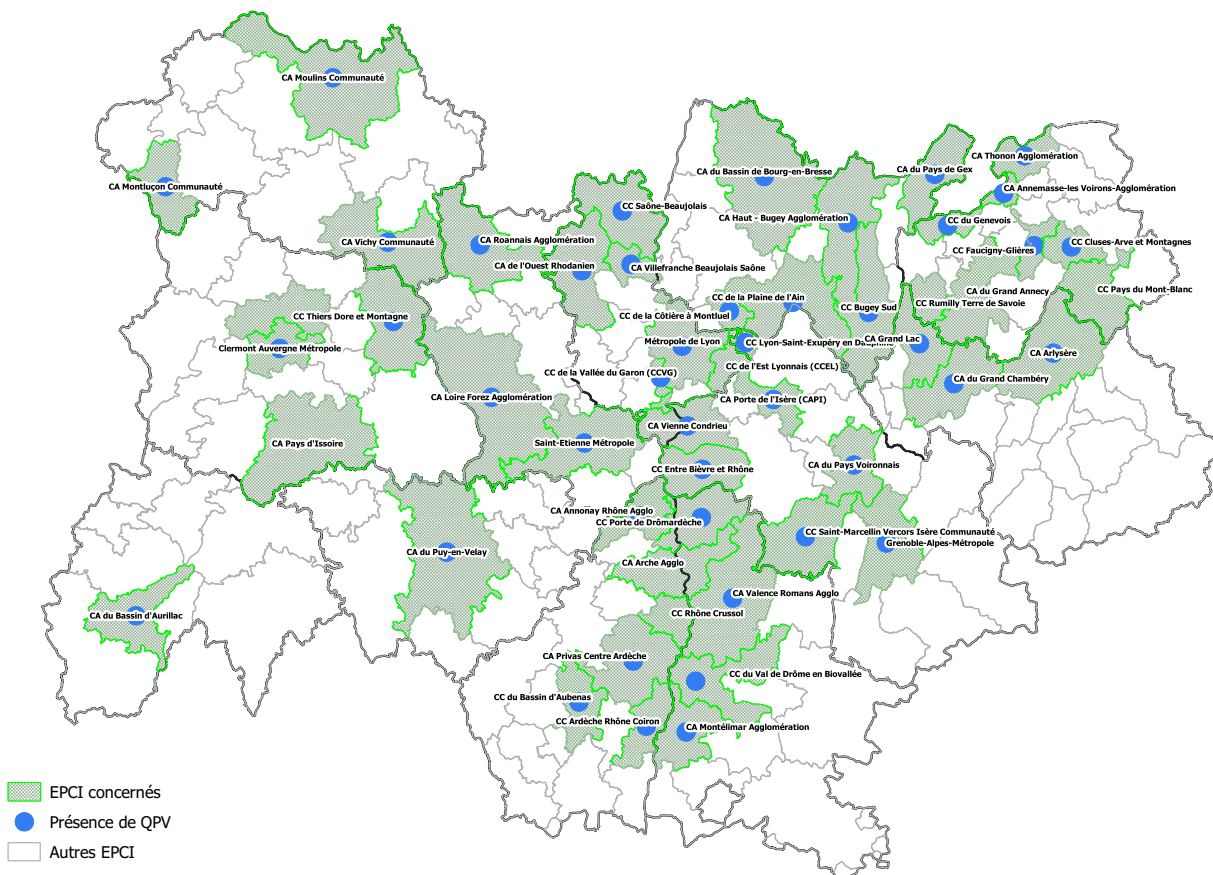 CA Moulins Communauté
CA Montluçon Communauté
CA Thonon Agglomération
CA du Bassin de Bourg-en-Bresse
CA du Pays de Gex
CA Annemasse-les Voirons-Agglomération
CC Saône-Beaujolais
CA Haut - Bugey Agglomération
CC du Genevois
CA Vichy Communauté
CA Roannais Agglomération
CC Faucigny-Glières
CC Cluses-Arve et Montagnes
CA de l'Ouest Rhodanien
CA Villefranche Beaujolais Saône
CA du Grand Annecy
CC Pays du Mont-Blanc
CC de la Plaine de l'Ain
CC Rumilly Terre de Savoie
CC Bugey Sud
CC Thiers Dore et Montagne
CC de la Côtière à Montluel
Métropole de Lyon
CC Lyon-Saint-Exupéry en Dauphiné
CA Grand Lac
Clermont Auvergne Métropole
CA Arlysère
CC de l'Est Lyonnais (CCEL)
CC de la Vallée du Garon (CCVG)
CA du Grand Chambéry
CA Loire Forez Agglomération
CA Porte de l'Isère (CAPI)
CA Vienne Condrieu
CA Pays d'Issoire
Saint-Etienne Métropole
CC Entre Bièvre et Rhône
CA du Pays Voironnais
CA Annonay Rhône Agglo
CC Porte de Drômardèche
CC Saint-Marcellin Vercors Isère Communauté
Grenoble-Alpes-Métropole
CA du Puy-en-Velay
CA Arche Agglo
CA Valence Romans Agglo
CC Rhône Crussol
CA du Bassin d'Aurillac
CA Privas Centre Ardèche
CC du Val de Drôme en Biovallée
CC du Bassin d'Aubenas
CC Ardèche Rhône Coiron
CA Montélimar Agglomération
EPCI concernés
Présence de QPV
Autres EPCI